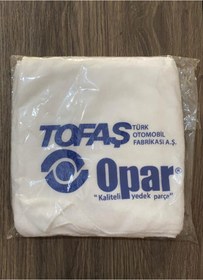 TOFAŞ
TÜRK
OTOMOBİL
FABRİKASI A.Ş.
Opar®
"Kaliteli yedek parça"